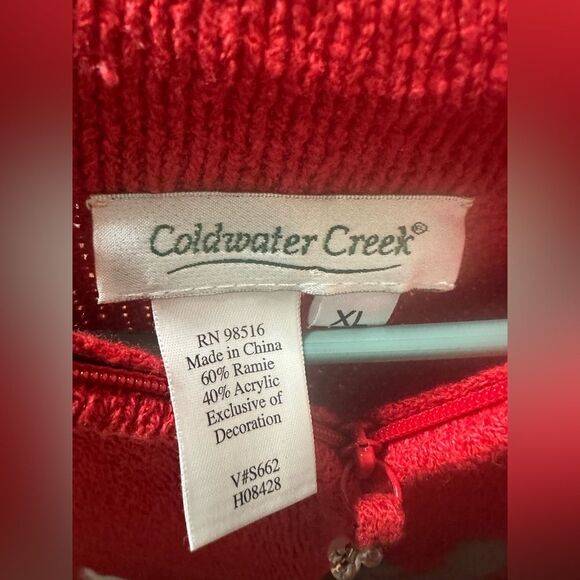 Coldwater Creek®
XL
RN 98516
Made in China
60% Ramie
40% Acrylic
Exclusive of
Decoration
V#S662
H08428